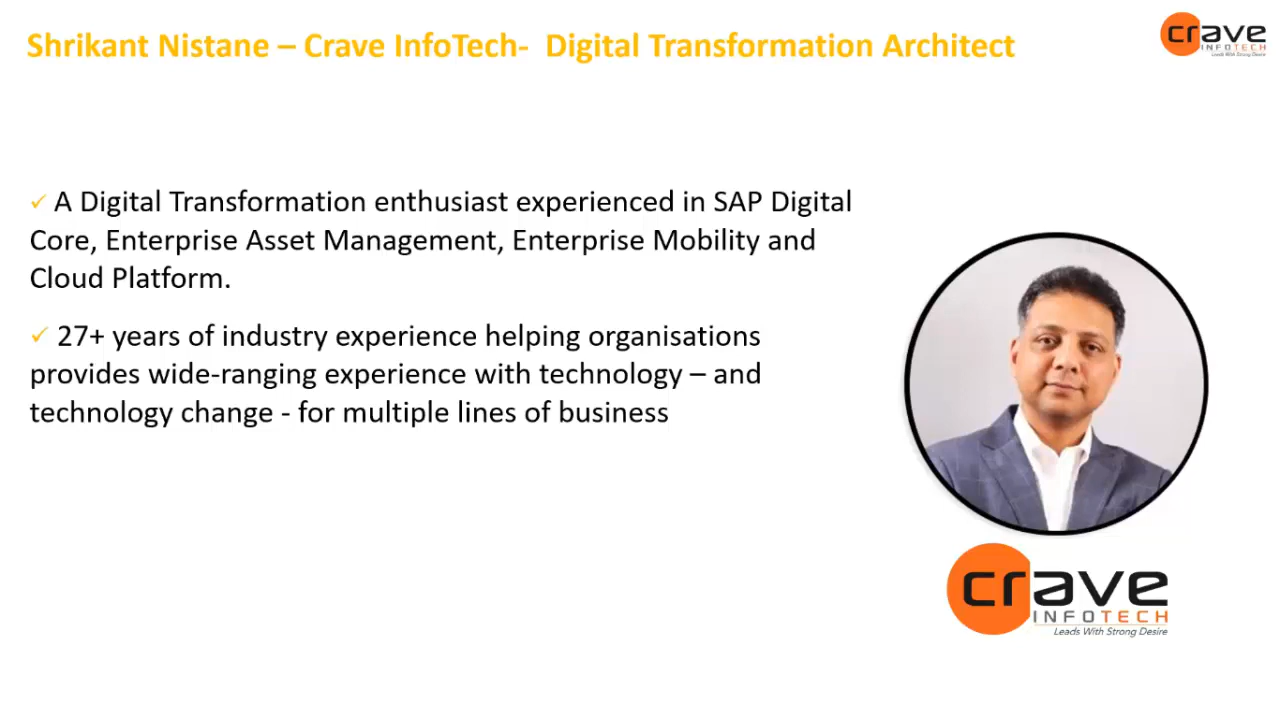 Shrikant Nistane – Crave InfoTech-  Digital Transformation Architect
crave
INFOTECH
Leads With Strong Desire
✓ A Digital Transformation enthusiast experienced in SAP Digital
Core, Enterprise Asset Management, Enterprise Mobility and
Cloud Platform.
✓ 27+ years of industry experience helping organisations
provides wide-ranging experience with technology – and
technology change - for multiple lines of business
crave
INFOTECH
Leads With Strong Desire